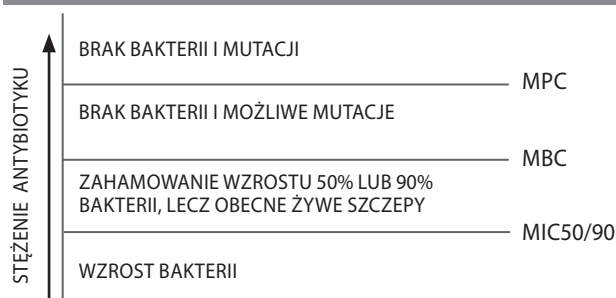 BRAK BAKTERII I MUTACJI
MPC
BRAK BAKTERII I MOŻLIWE MUTACJE
MBC
ZAHAMOWANIE WZROSTU 50% LUB 90%
BAKTERII, LECZ OBECNE ŻYWE SZCZEPY
MIC50/90
WZROST BAKTERII
STĘŻENIE ANTYBIOTYKU